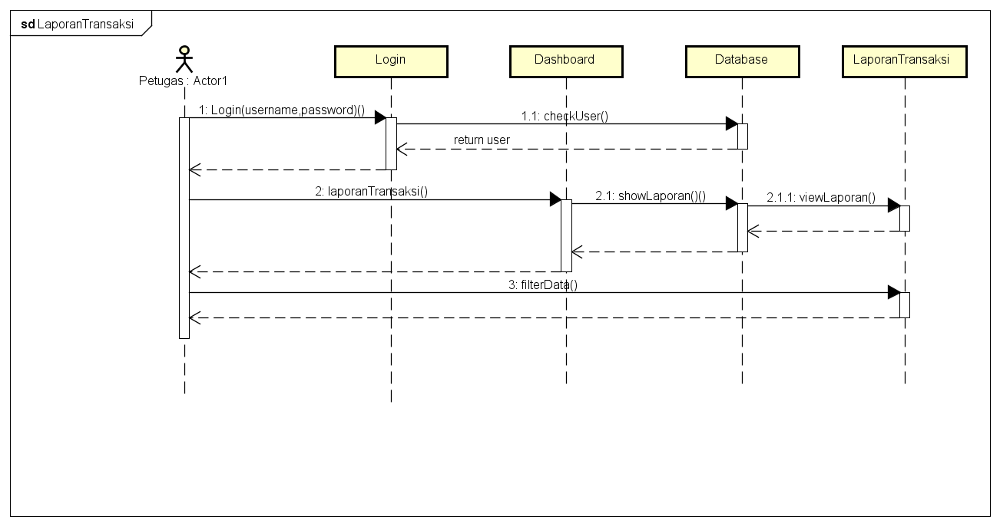 sd LaporanTransaksi
Petugas : Actor1
Login
Dashboard
Database
LaporanTransaksi
1: Login(username,password)()
1.1: checkUser()
return user
2: laporanTransaksi()
2.1: showLaporan()()
2.1.1: viewLaporan()
3: filterData()